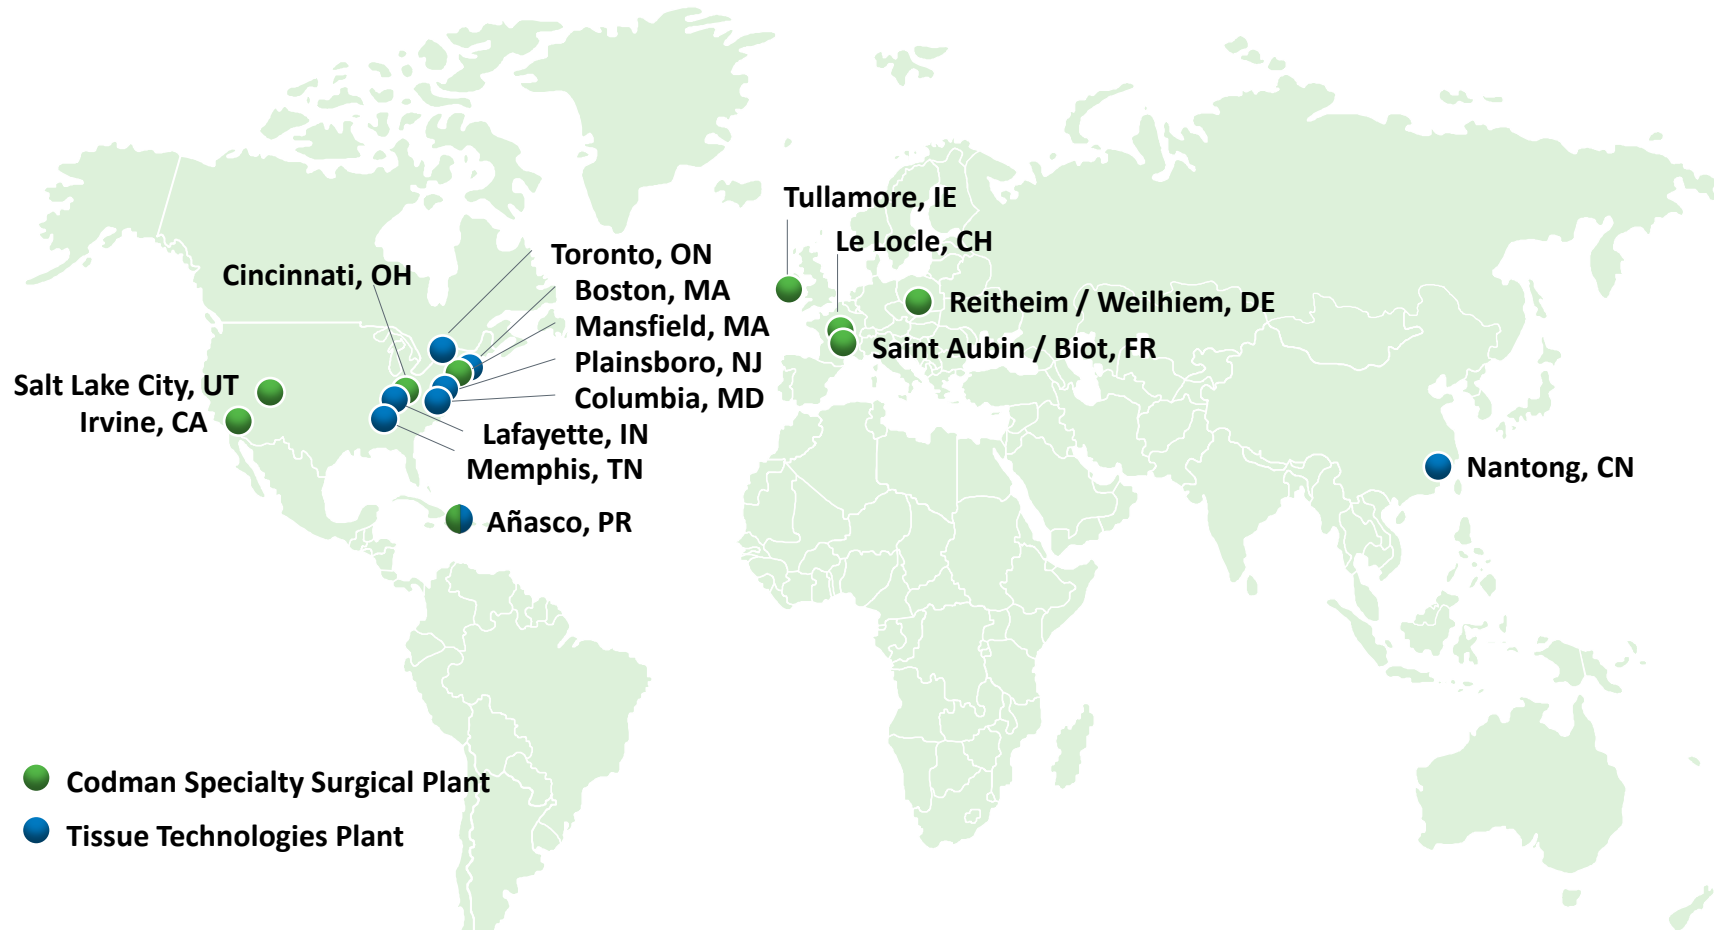 Tullamore, IE
Le Locle, CH
Toronto, ON
Cincinnati, OH
Boston, MA
Reitheim / Weilhiem, DE
Mansfield, MA
Saint Aubin / Biot, FR
Plainsboro, NJ
Salt Lake City, UT
Columbia, MD
Irvine, CA
Lafayette, IN
Memphis, TN
Nantong, CN
Añasco, PR
Codman Specialty Surgical Plant
Tissue Technologies Plant